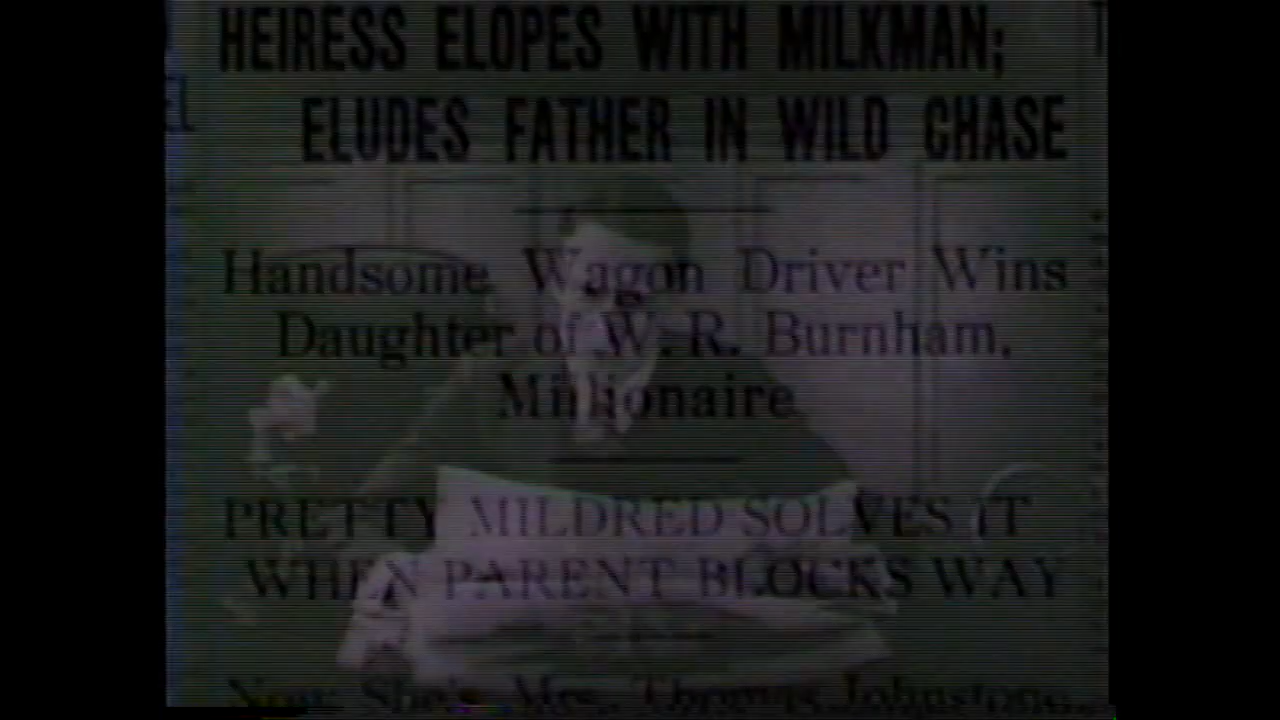 HEIRESS ELOPES WITH MILKMAN;
EL
ELUDES FATHER IN WILD CHASE
Handsome Wagon Driver Wins
Daughter of W. R. Burnham,
Millionaire
PRETTY MILDRED SOLVES IT
WHEN PARENT BLOCKS WAY
Now She's Mrs. Thomas Johnstone,